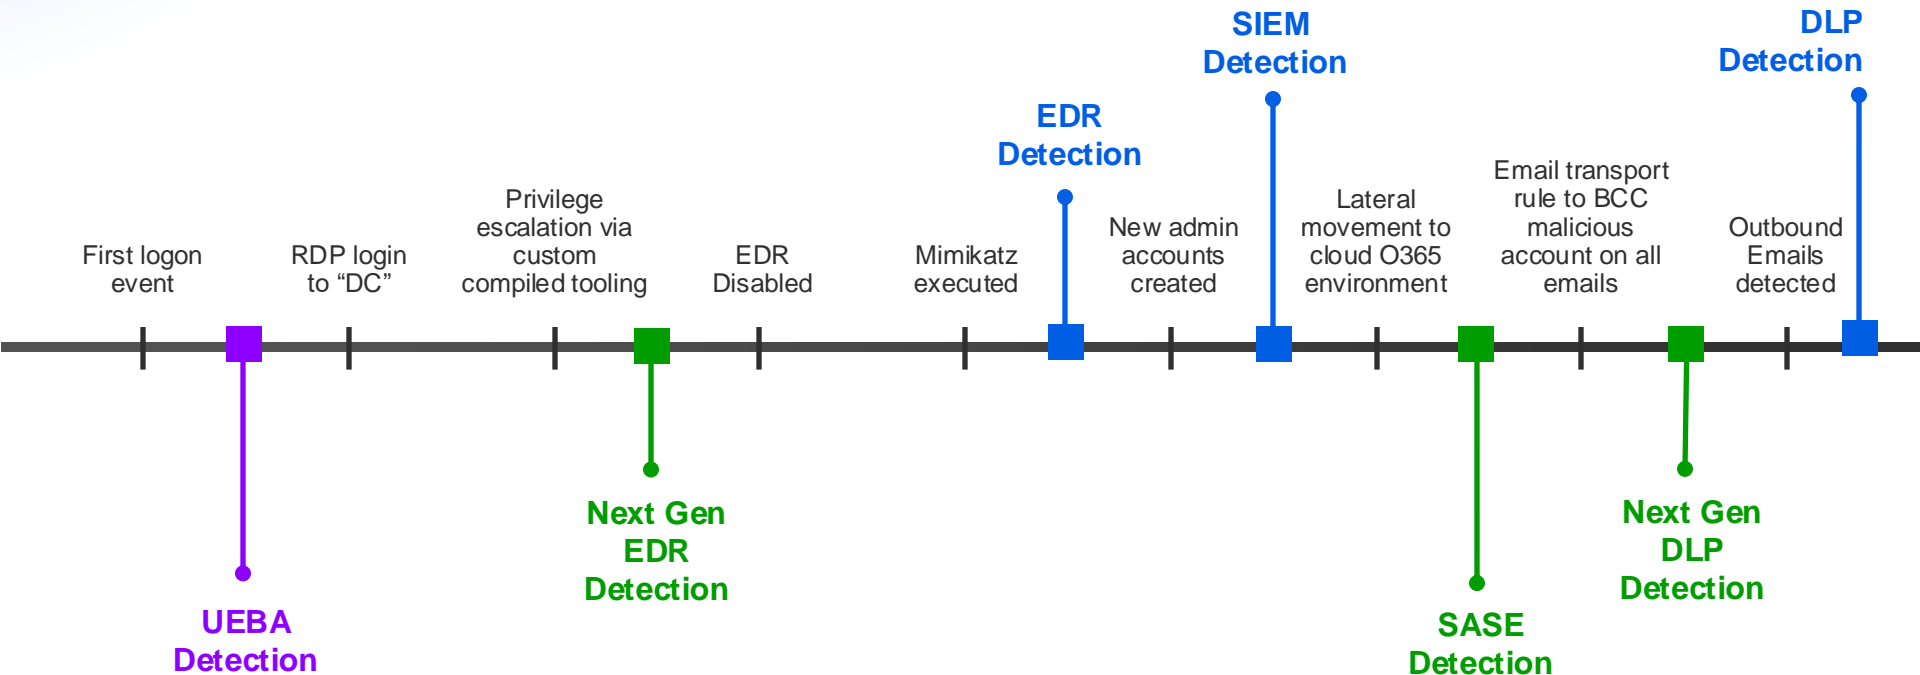 SIEM
Detection
DLP
Detection
EDR
Detection
First logon
event
RDP login
to “DC”
Privilege
escalation via
custom
compiled tooling
EDR
Disabled
Mimikatz
executed
New admin
accounts
created
Lateral
movement to
cloud O365
environment
Email transport
rule to BCC
malicious
account on all
emails
Outbound
Emails
detected
UEBA
Detection
Next Gen
EDR
Detection
SASE
Detection
Next Gen
DLP
Detection